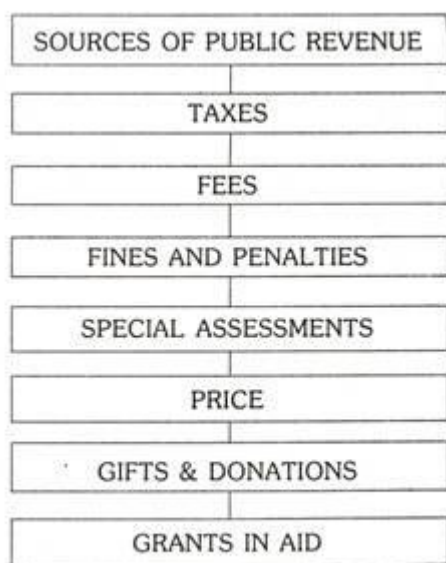 SOURCES OF PUBLIC REVENUE
TAXES
FEES
FINES AND PENALTIES
SPECIAL ASSESSMENTS
PRICE
GIFTS & DONATIONS
GRANTS IN AID